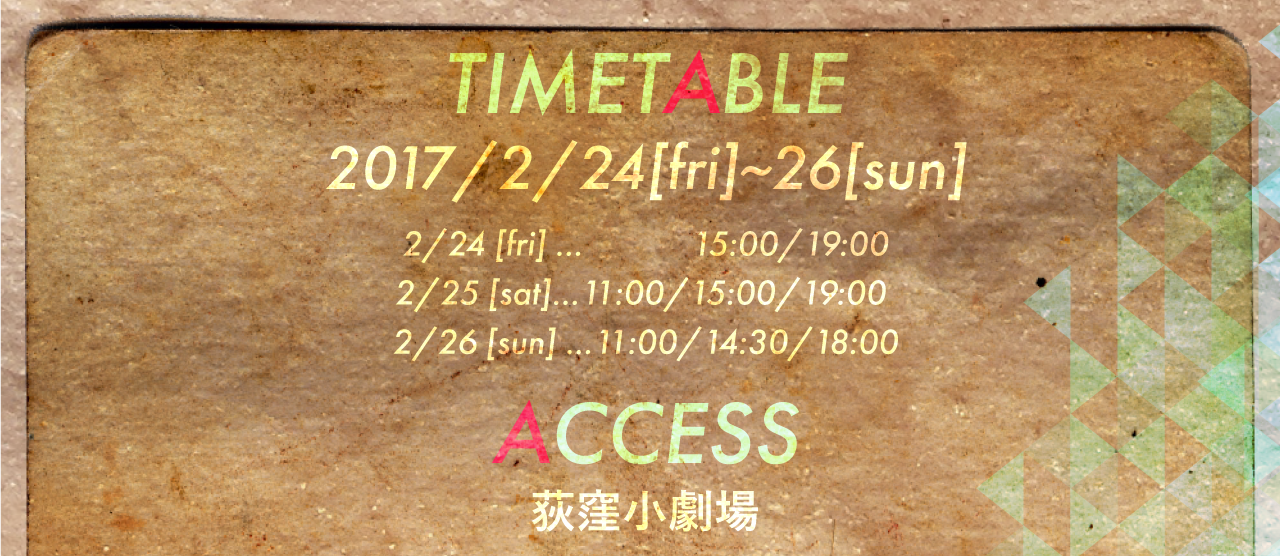 TIMETABLE
2017/2/24[fri]~26[sun]
2/24 [fri] ... 15:00/19:00
2/25 [sat]... 11:00/15:00/19:00
2/26 [sun] ... 11:00/14:30/18:00
ACCESS
荻窪小劇場